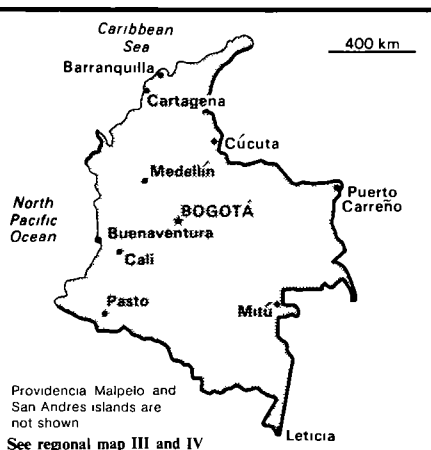 Caribbean
Sea
400 km
Barranquilla
Cartagena
Cúcuta
Medellín
Puerto
Carreño
North
Pacific
Ocean
BOGOTÁ
Buenaventura
Cali
Pasto
Mitú
Providencia Malpelo and
San Andres islands are
not shown
Leticia
See regional map III and IV